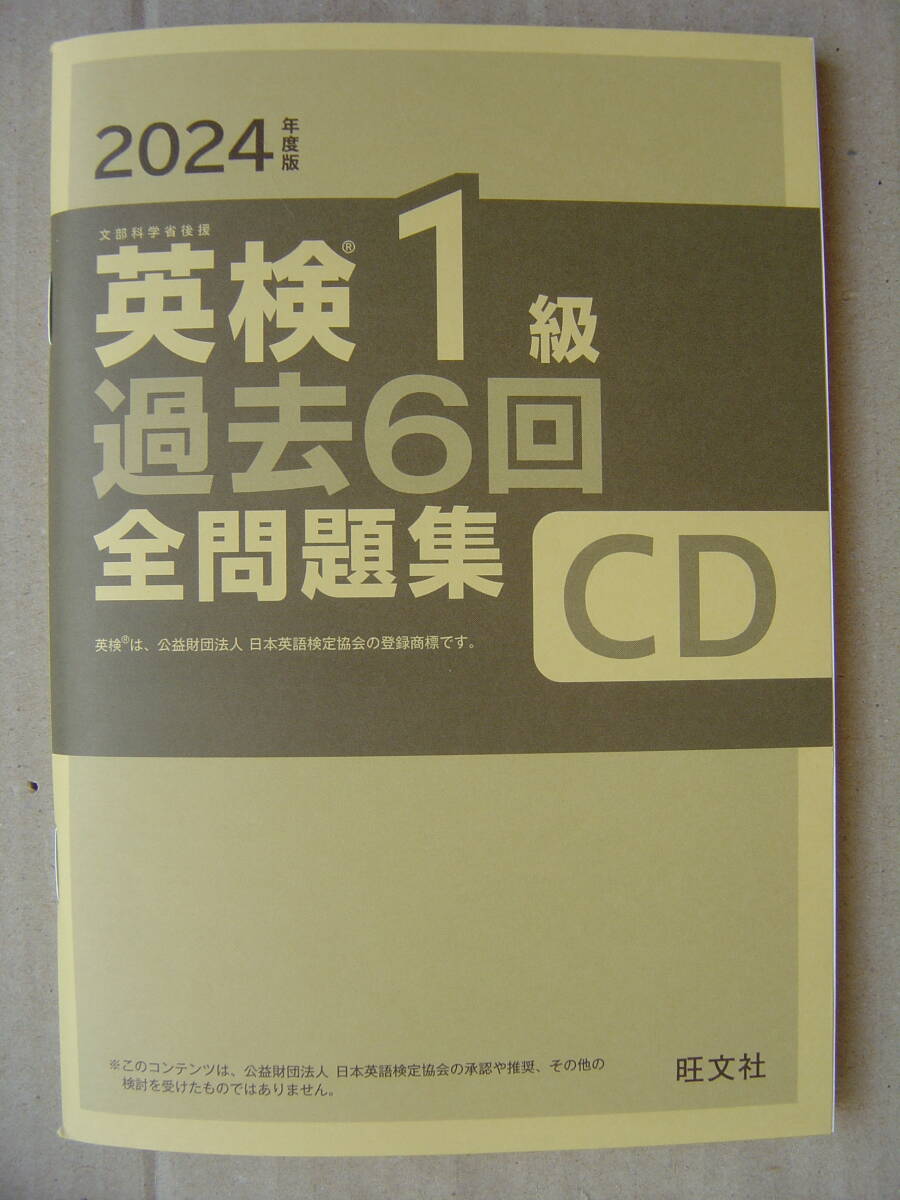 2024年度版
文部科学省後援
英検®1級
過去6回
全問題集
CD
英検®は、公益財団法人 日本英語検定協会の登録商標です。
※このコンテンツは、公益財団法人 日本英語検定協会の承認や推奨、その他の
検討を受けたものではありません。
旺文社